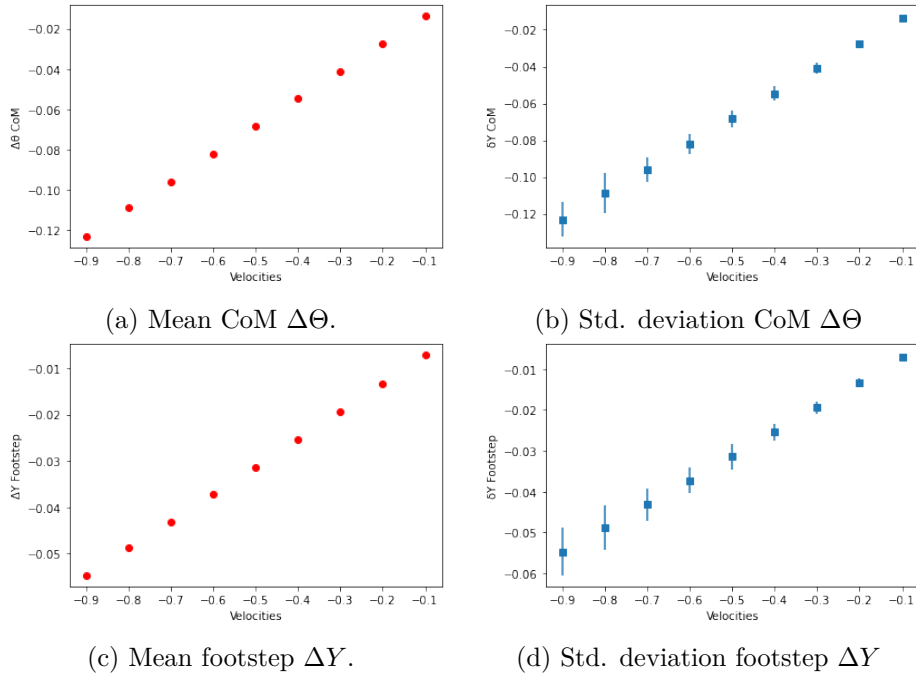 −0.02
−0.04
−0.06
−0.08
−0.10
−0.12
Δθ CoM
−0.9 −0.8 −0.7 −0.6 −0.5 −0.4 −0.3 −0.2 −0.1
Velocities
(a) Mean CoM ΔΘ.
−0.02
−0.04
−0.06
−0.08
−0.10
−0.12
δY CoM
−0.9 −0.8 −0.7 −0.6 −0.5 −0.4 −0.3 −0.2 −0.1
Velocities
(b) Std. deviation CoM ΔΘ
−0.01
−0.02
−0.03
−0.04
−0.05
ΔY Footstep
−0.9 −0.8 −0.7 −0.6 −0.5 −0.4 −0.3 −0.2 −0.1
Velocities
(c) Mean footstep ΔY.
−0.01
−0.02
−0.03
−0.04
−0.05
−0.06
δY Footstep
−0.9 −0.8 −0.7 −0.6 −0.5 −0.4 −0.3 −0.2 −0.1
Velocities
(d) Std. deviation footstep ΔY